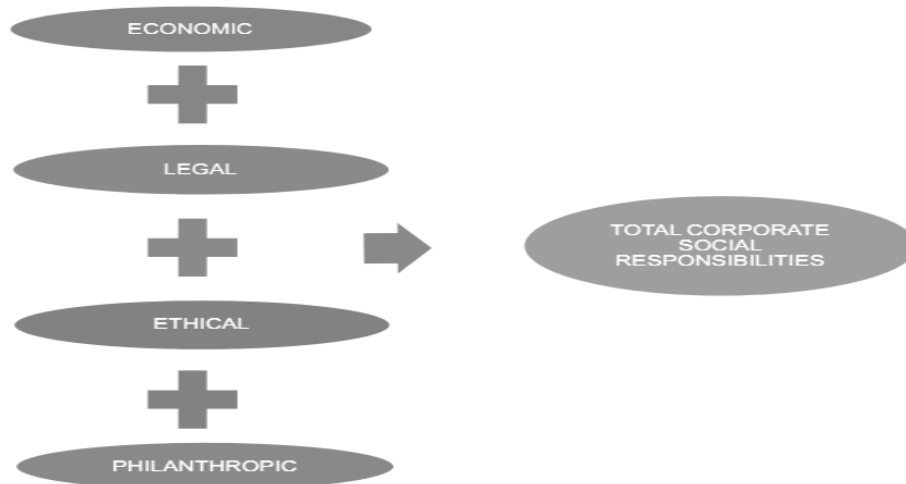 ECONOMIC
LEGAL
ETHICAL
PHILANTHROPIC
TOTAL CORPORATE
SOCIAL
RESPONSIBILITIES